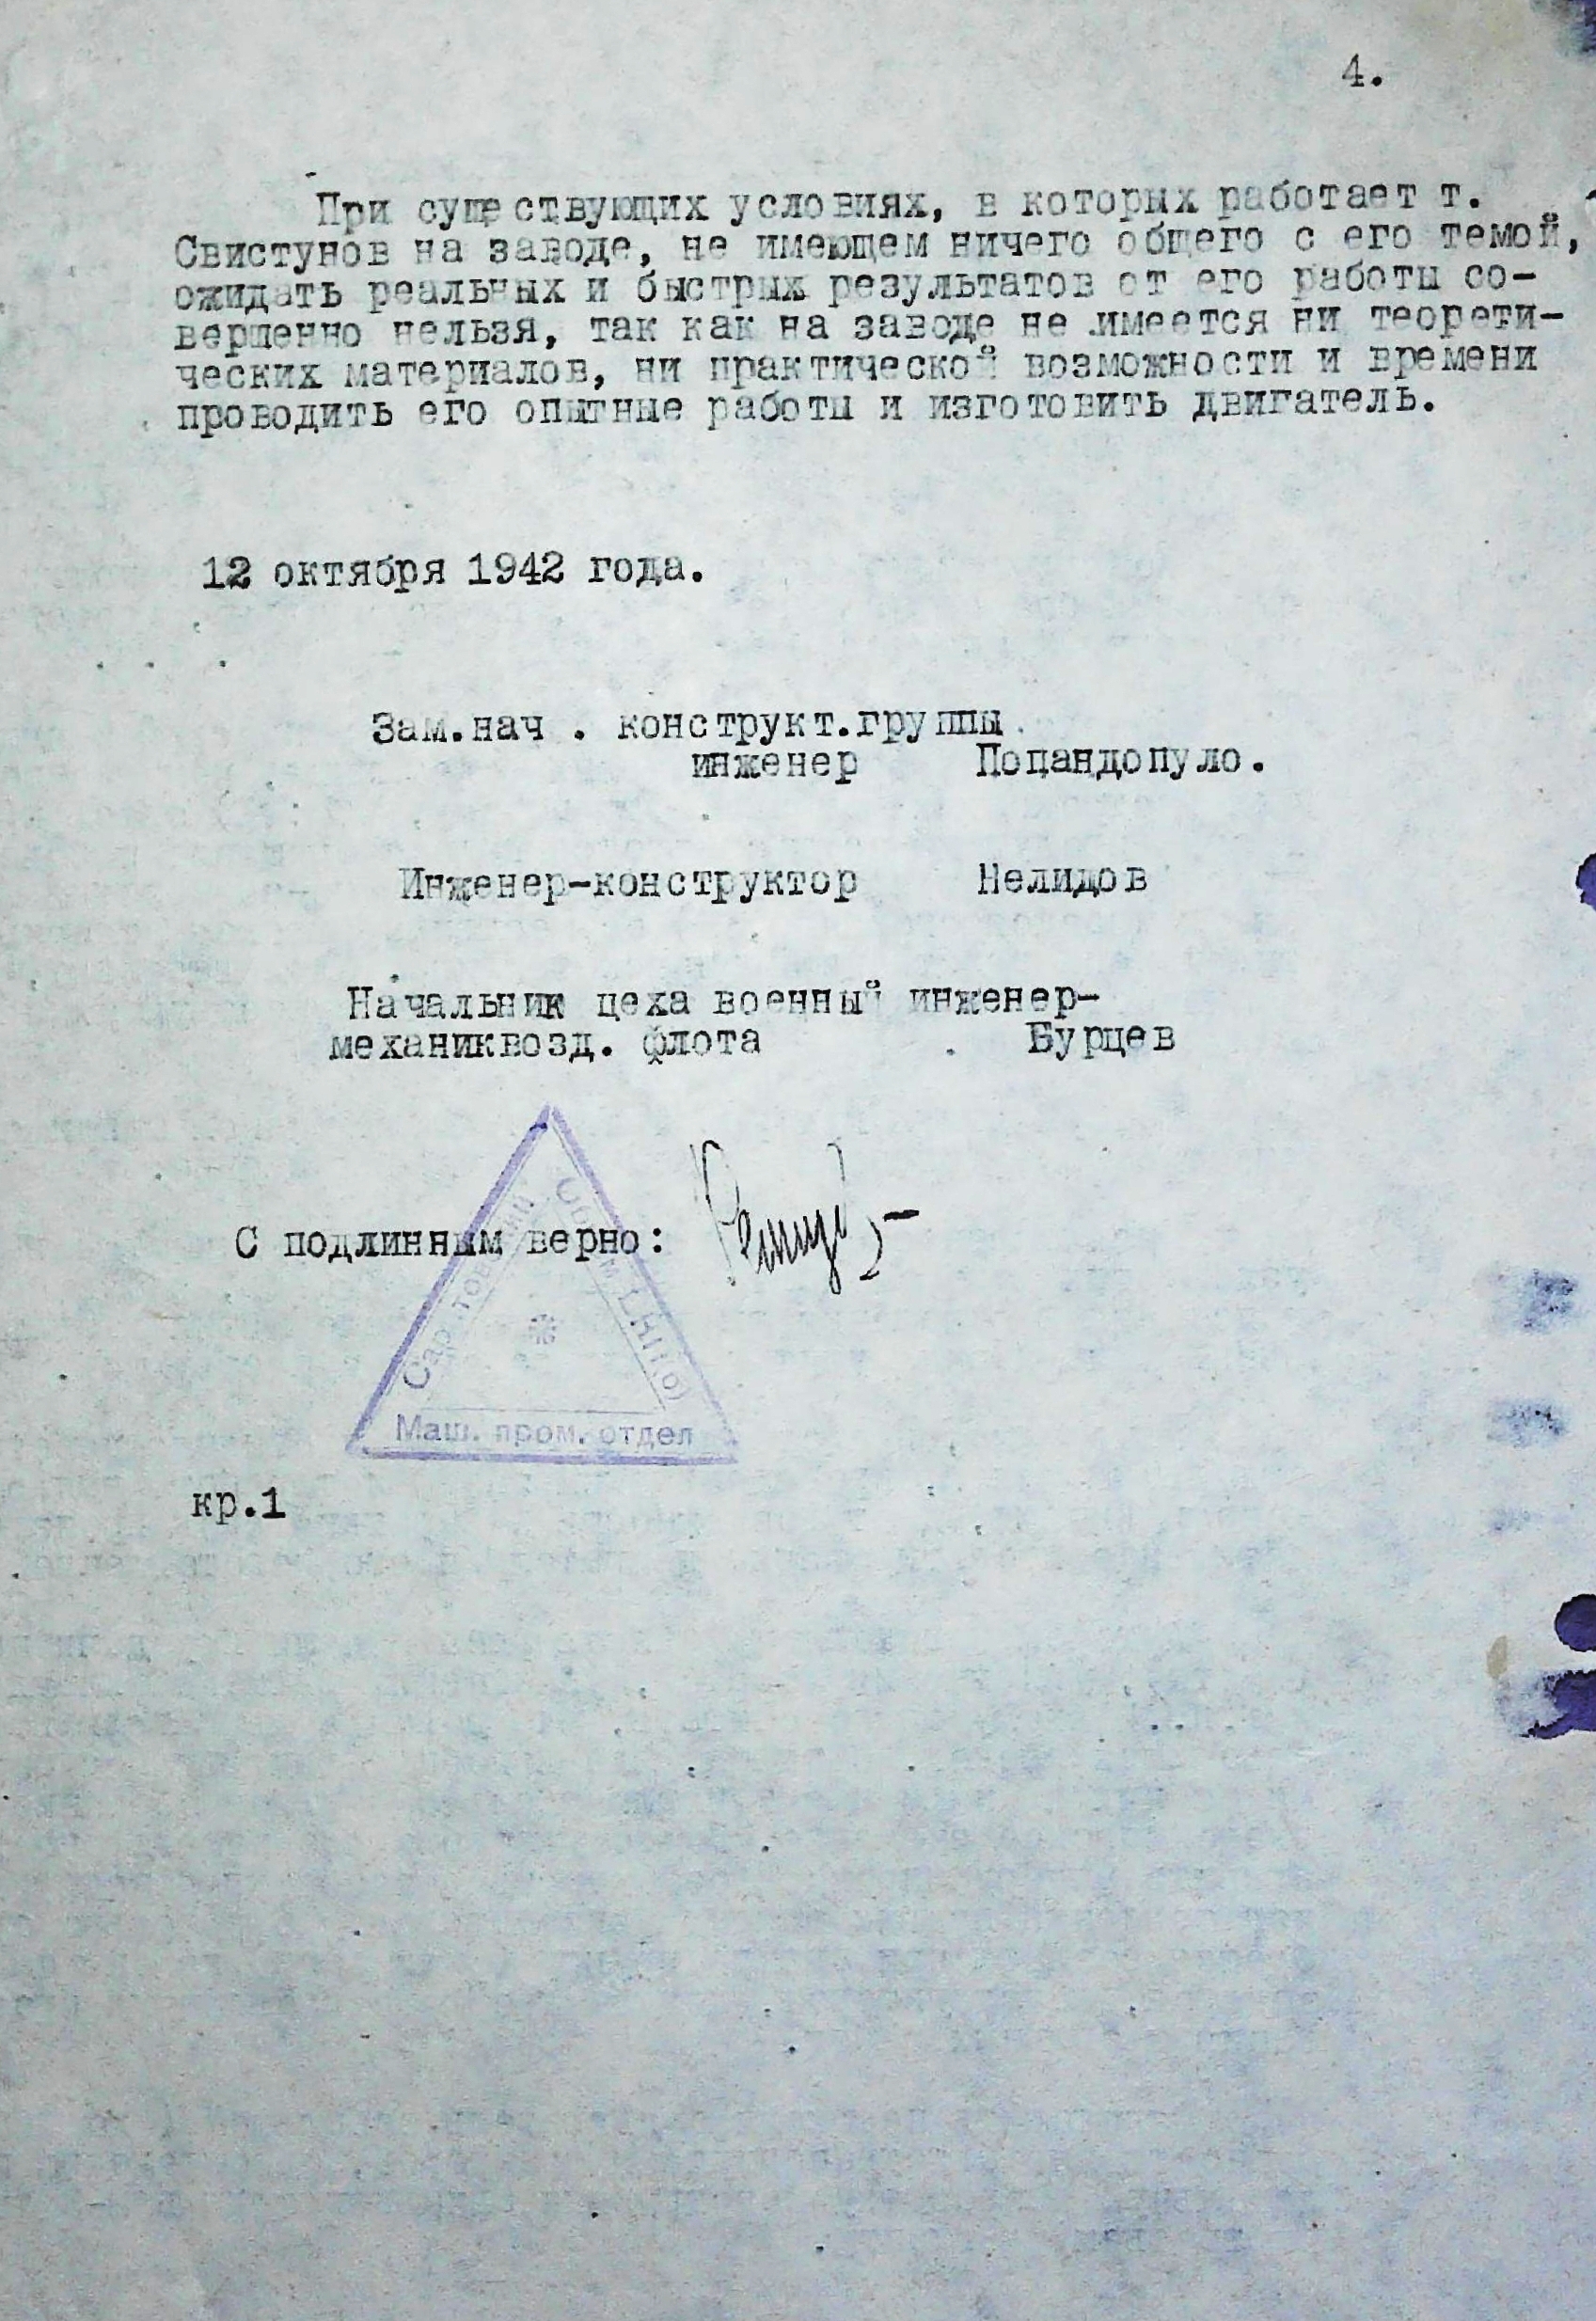 4.
При существующих условиях, в которых работает т.
Свистунов на заводе, не имеющем ничего общего с его темой,
ожидать реальных и быстрых результатов от его работы со-
вершенно нельзя, так как на заводе не имеется ни теорети-
ческих материалов, ни практической возможности и времени
проводить его опытные работы и изготовить двигатель.
12 октября 1942 года.
Зам.нач . конструкт.группы
инженер Попандопуло.
Инженер-конструктор Нелидов
Начальник цеха военный инженер-
механиквозд. флота Бурцев
С подлинным верно:
Маш. пром. отдел
кр.1